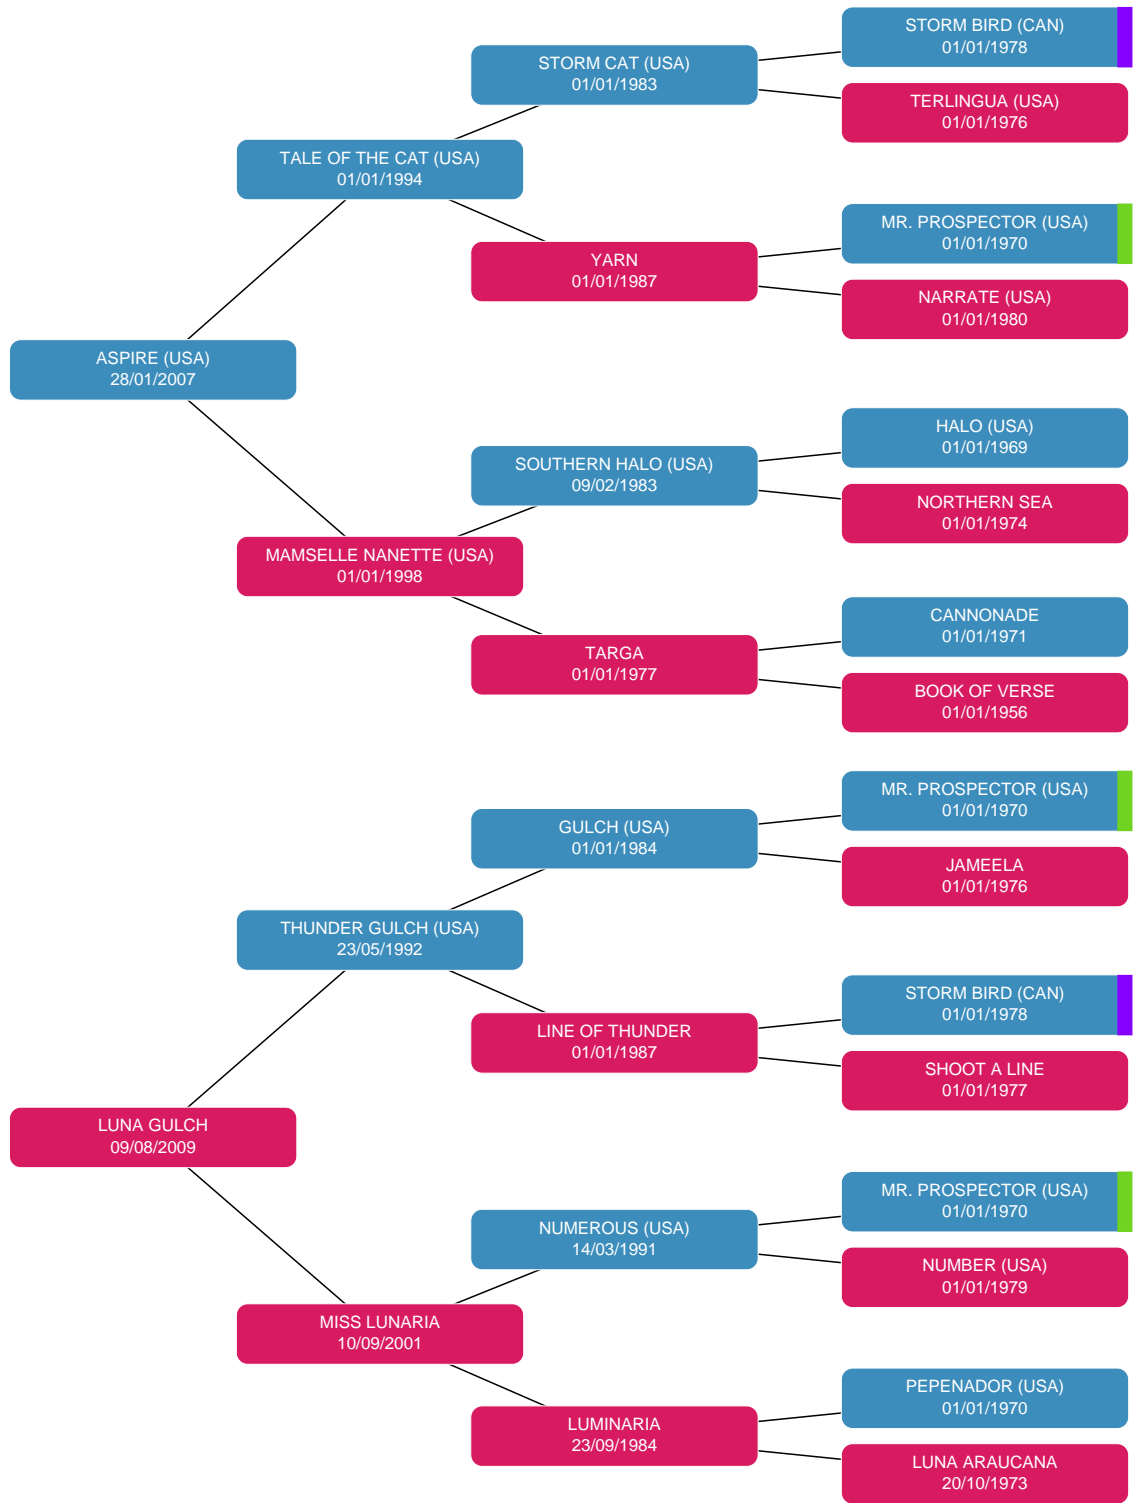 STORM BIRD (CAN)
01/01/1978
STORM CAT (USA)
01/01/1983
TERLINGUA (USA)
01/01/1976
TALE OF THE CAT (USA)
01/01/1994
MR. PROSPECTOR (USA)
01/01/1970
YARN
01/01/1987
NARRATE (USA)
01/01/1980
ASPIRE (USA)
28/01/2007
HALO (USA)
01/01/1969
SOUTHERN HALO (USA)
09/02/1983
NORTHERN SEA
01/01/1974
MAMSELLE NANETTE (USA)
01/01/1998
CANNONADE
01/01/1971
TARGA
01/01/1977
BOOK OF VERSE
01/01/1956
MR. PROSPECTOR (USA)
01/01/1970
GULCH (USA)
01/01/1984
JAMEELA
01/01/1976
THUNDER GULCH (USA)
23/05/1992
STORM BIRD (CAN)
01/01/1978
LINE OF THUNDER
01/01/1987
SHOOT A LINE
01/01/1977
LUNA GULCH
09/08/2009
MR. PROSPECTOR (USA)
01/01/1970
NUMEROUS (USA)
14/03/1991
NUMBER (USA)
01/01/1979
MISS LUNARIA
10/09/2001
PEPENADOR (USA)
01/01/1970
LUMINARIA
23/09/1984
LUNA ARAUCANA
20/10/1973